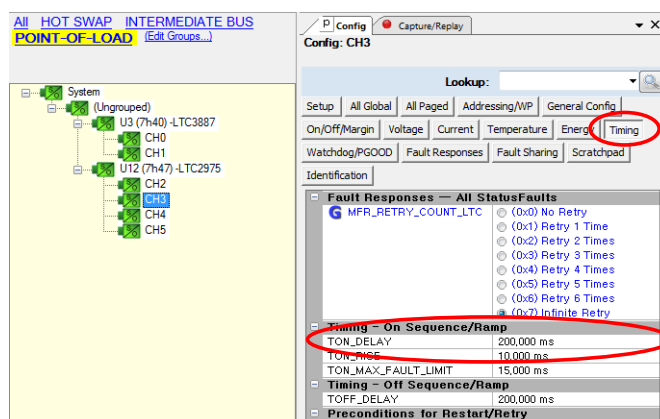 All HOT SWAP INTERMEDIATE BUS
POINT-OF-LOAD (Edit Groups...)
System
(Ungrouped)
U3 (7h40) -LTC3887
CH0
CH1
U12 (7h47) -LTC2975
CH2
CH3
CH4
CH5
P Config Capture/Replay
Config: CH3
Lookup:
Setup All Global All Paged Addressing/WP General Config
On/Off/Margin Voltage Current Temperature Energy Timing
Watchdog/PGOOD Fault Responses Fault Sharing Scratchpad
Identification
Fault Responses — All StatusFaults
G MFR_RETRY_COUNT_LTC (0x0) No Retry
(0x1) Retry 1 Time
(0x2) Retry 2 Times
(0x3) Retry 3 Times
(0x4) Retry 4 Times
(0x5) Retry 5 Times
(0x6) Retry 6 Times
(0x7) Infinite Retry
Timing - On Sequence/Ramp
TON_DELAY 200,000 ms
TON_RISE 10,000 ms
TON_MAX_FAULT_LIMIT 15,000 ms
Timing - Off Sequence/Ramp
TOFF_DELAY 200,000 ms
Preconditions for Restart/Retry